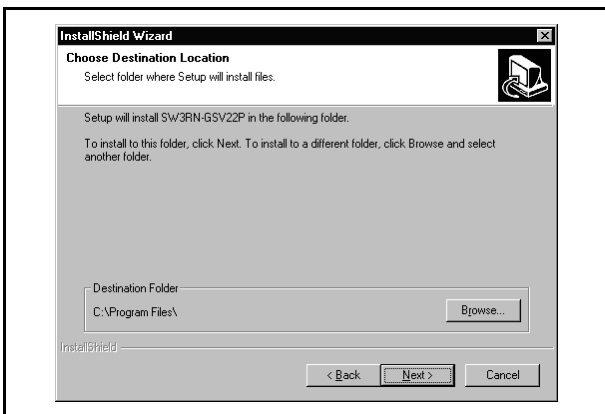 InstallShield Wizard
Choose Destination Location
Select folder where Setup will install files.
Setup will install SW3RN-GSV22P in the following folder.
To install to this folder, click Next. To install to a different folder, click Browse and select
another folder.
Destination Folder
C:\Program Files\
Browse...
InstallShield
< Back
Next >
Cancel